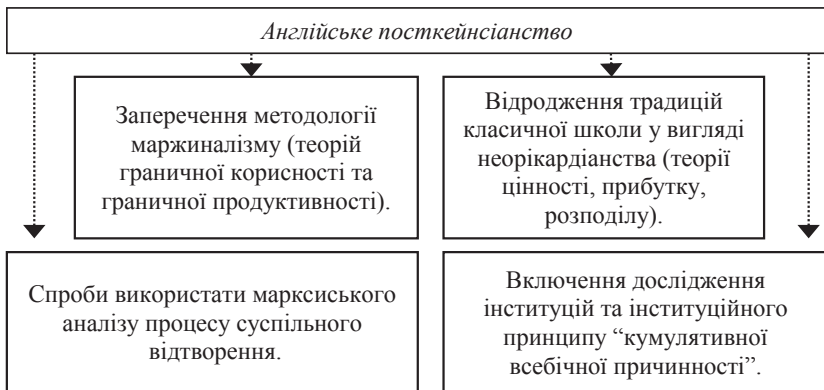 Англійське посткейнсіанство
Заперечення методології
маржиналізму (теорій
граничної корисності та
граничної продуктивності).
Відродження традицій
класичної школи у вигляді
неорікардіанства (теорії
цінності, прибутку,
розподілу).
Спроби використати марксиського
аналізу процесу суспільного
відтворення.
Включення дослідження
інституцій та інституційного
принципу “кумулятивної
всебічної причинності”.